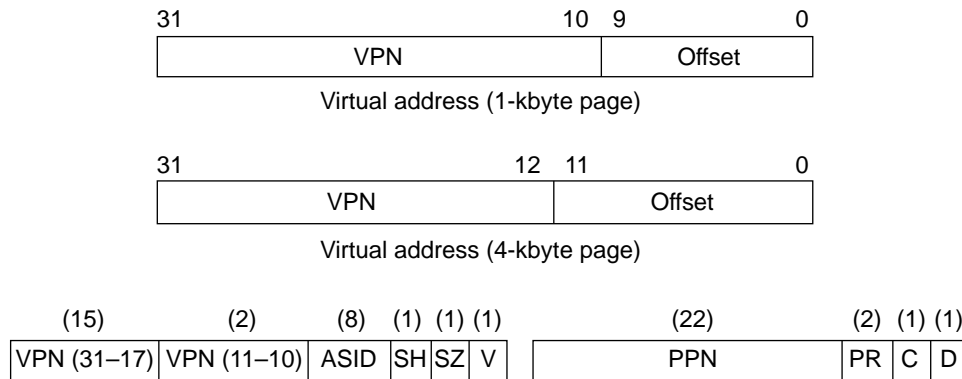 31 10 9 0
VPN Offset
Virtual address (1-kbyte page)
31 12 11 0
VPN Offset
Virtual address (4-kbyte page)
(15) (2) (8) (1) (1) (1) (22) (2) (1) (1)
VPN (31–17) VPN (11–10) ASID SH SZ V PPN PR C D